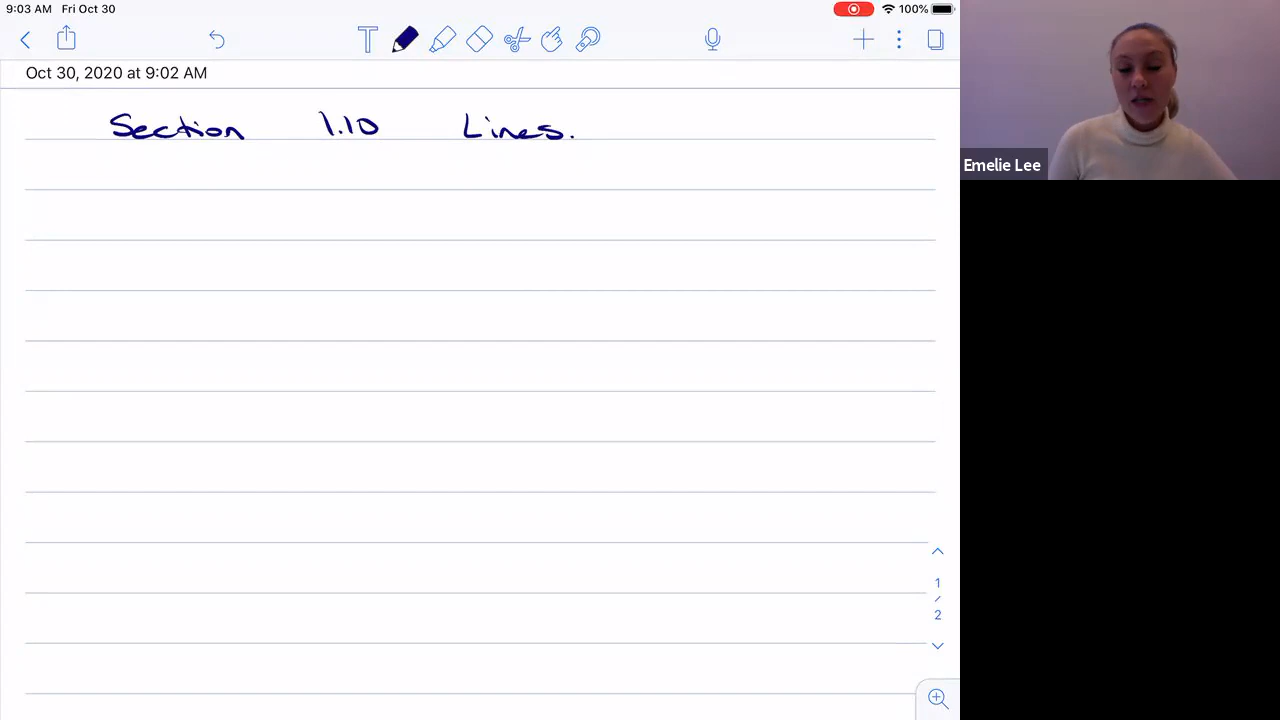 9:03 AM Fri Oct 30
100%
T
Oct 30, 2020 at 9:02 AM
Section 1.10 Lines.
Emelie Lee
1
/
2